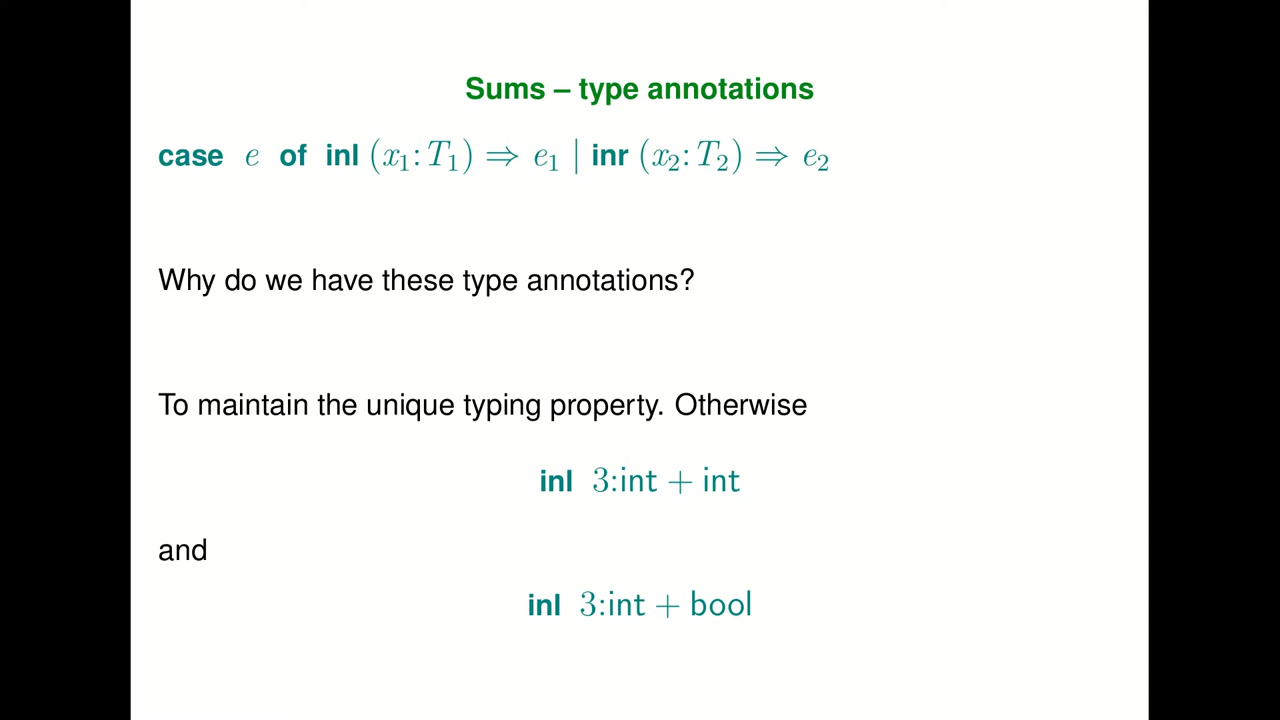 Sums – type annotations
case e of inl (x₁:T₁) ⇒ e₁ | inr (x₂:T₂) ⇒ e₂
Why do we have these type annotations?
To maintain the unique typing property. Otherwise
inl 3:int + int
and
inl 3:int + bool